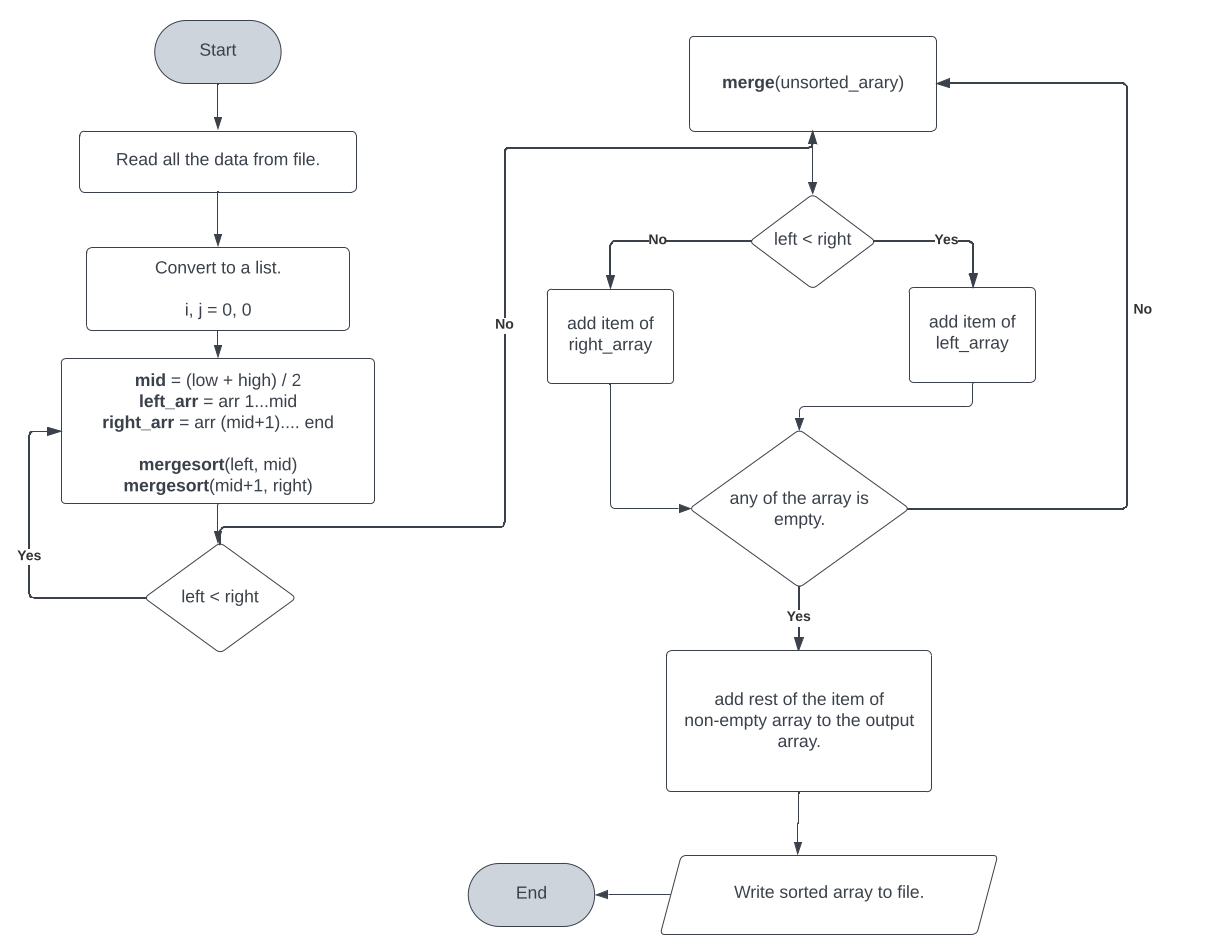 Start
Read all the data from file.
Convert to a list.
i, j = 0, 0
mid = (low + high) / 2
left_arr = arr 1...mid
right_arr = arr (mid+1).... end
mergesort(left, mid)
mergesort(mid+1, right)
Yes
left < right
No
merge(unsorted_arary)
left < right
No
Yes
add item of
right_array
add item of
left_array
No
any of the array is
empty.
Yes
add rest of the item of
non-empty array to the output
array.
Write sorted array to file.
End